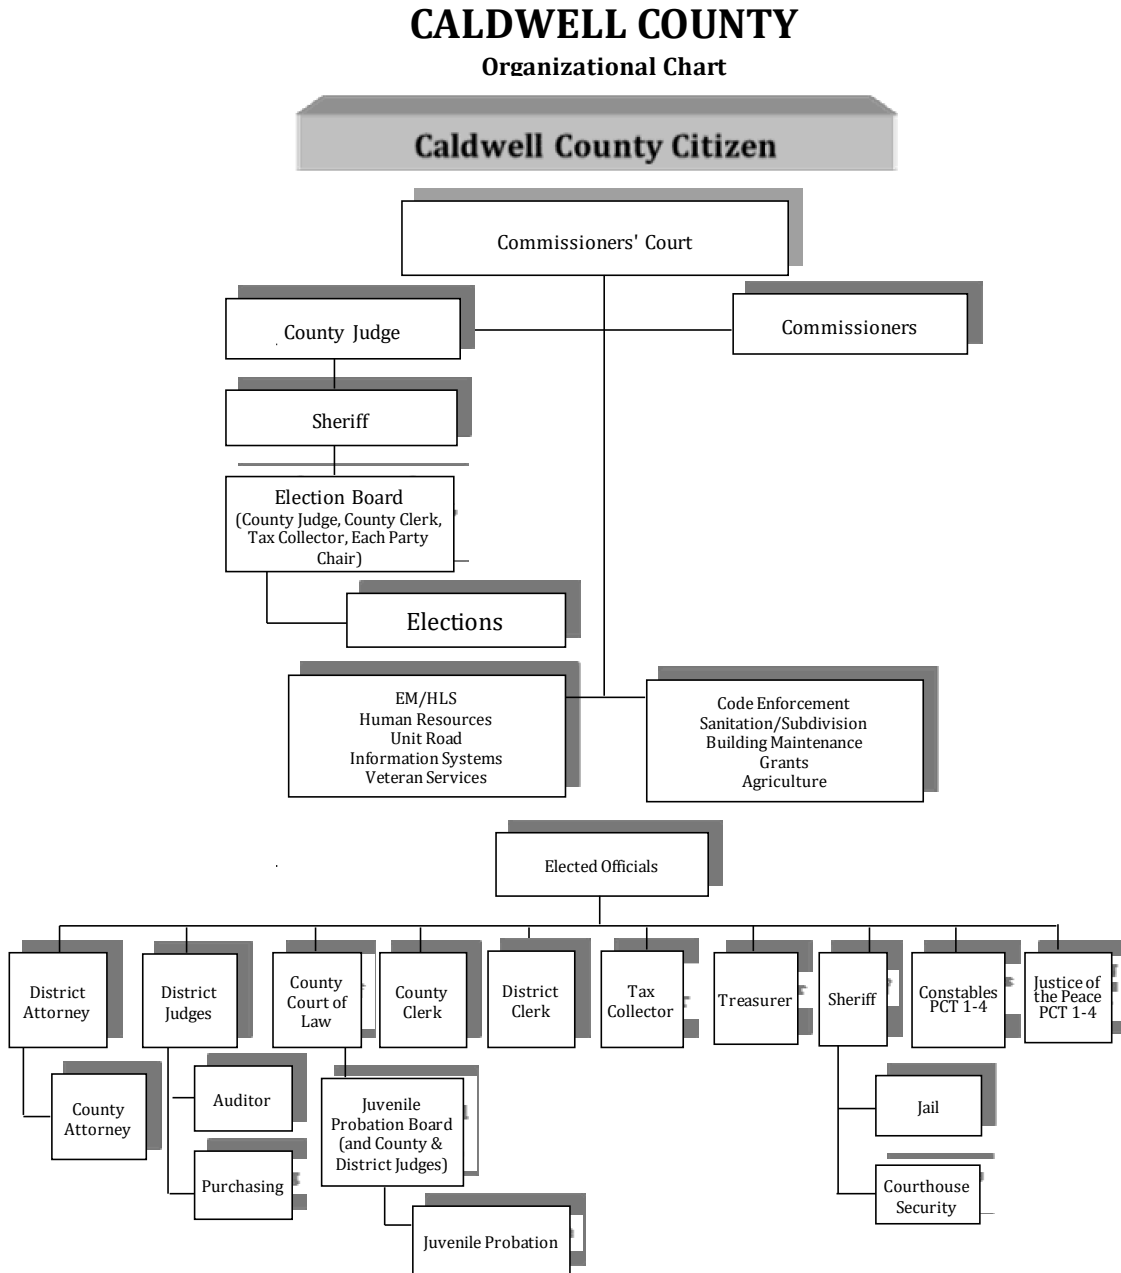 CALDWELL COUNTY
Organizational Chart
Caldwell County Citizen
Commissioners' Court
County Judge
Commissioners
Sheriff
Election Board
(County Judge, County Clerk,
Tax Collector, Each Party
Chair)
Elections
EM/HLS
Human Resources
Unit Road
Information Systems
Veteran Services
Code Enforcement
Sanitation/Subdivision
Building Maintenance
Grants
Agriculture
Elected Officials
District
Attorney
District
Judges
County
Court of
Law
County
Clerk
District
Clerk
Tax
Collector
Treasurer
Sheriff
Constables
PCT 1-4
Justice of
the Peace
PCT 1-4
County
Attorney
Auditor
Purchasing
Juvenile
Probation Board
(and County &
District Judges)
Juvenile Probation
Jail
Courthouse
Security